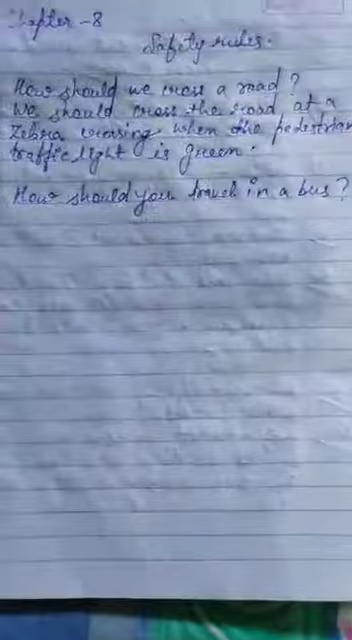 Chapter -8
Safety rules.
How should we cross a road?
We should cross the road at a
Zebra crossing when the pedestrian
traffic light is green.
How should you travel in a bus?